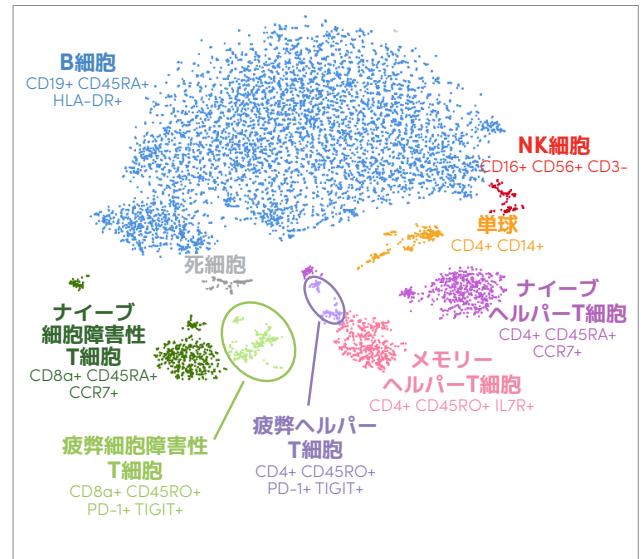 B細胞
CD19+ CD45RA+
HLA-DR+
NK細胞
CD16+ CD56+ CD3-
単球
CD4+ CD14+
死細胞
ナイーブ
ヘルパーT細胞
CD4+ CD45RA+
CCR7+
ナイーブ
細胞障害性
T細胞
CD8a+ CD45RA+
CCR7+
メモリー
ヘルパーT細胞
CD4+ CD45RO+ IL7R+
疲弊ヘルパー
T細胞
CD4+ CD45RO+
PD-1+ TIGIT+
疲弊細胞障害性
T細胞
CD8a+ CD45RO+
PD-1+ TIGIT+